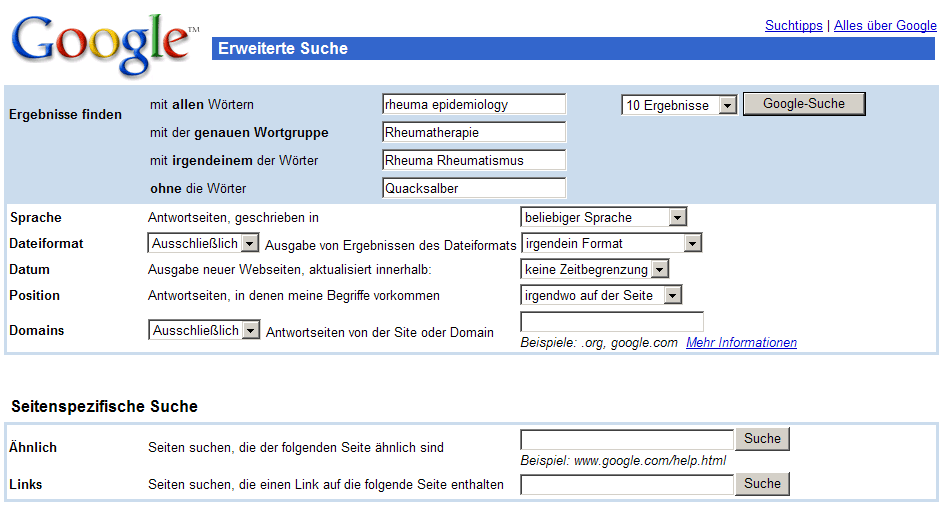 Google™
Suchtipps | Alles über Google
Erweiterte Suche
Ergebnisse finden
mit allen Wörtern rheuma epidemiology 10 Ergebnisse Google-Suche
mit der genauen Wortgruppe Rheumatherapie
mit irgendeinem der Wörter Rheuma Rheumatismus
ohne die Wörter Quacksalber
Sprache Antwortseiten, geschrieben in beliebiger Sprache
Dateiformat Ausschließlich Ausgabe von Ergebnissen des Dateiformats irgendein Format
Datum Ausgabe neuer Webseiten, aktualisiert innerhalb: keine Zeitbegrenzung
Position Antwortseiten, in denen meine Begriffe vorkommen irgendwo auf der Seite
Domains Ausschließlich Antwortseiten von der Site oder Domain
Beispiele: .org, google.com Mehr Informationen
Seitenspezifische Suche
Ähnlich Seiten suchen, die der folgenden Seite ähnlich sind Suche
Beispiel: www.google.com/help.html
Links Seiten suchen, die einen Link auf die folgende Seite enthalten Suche